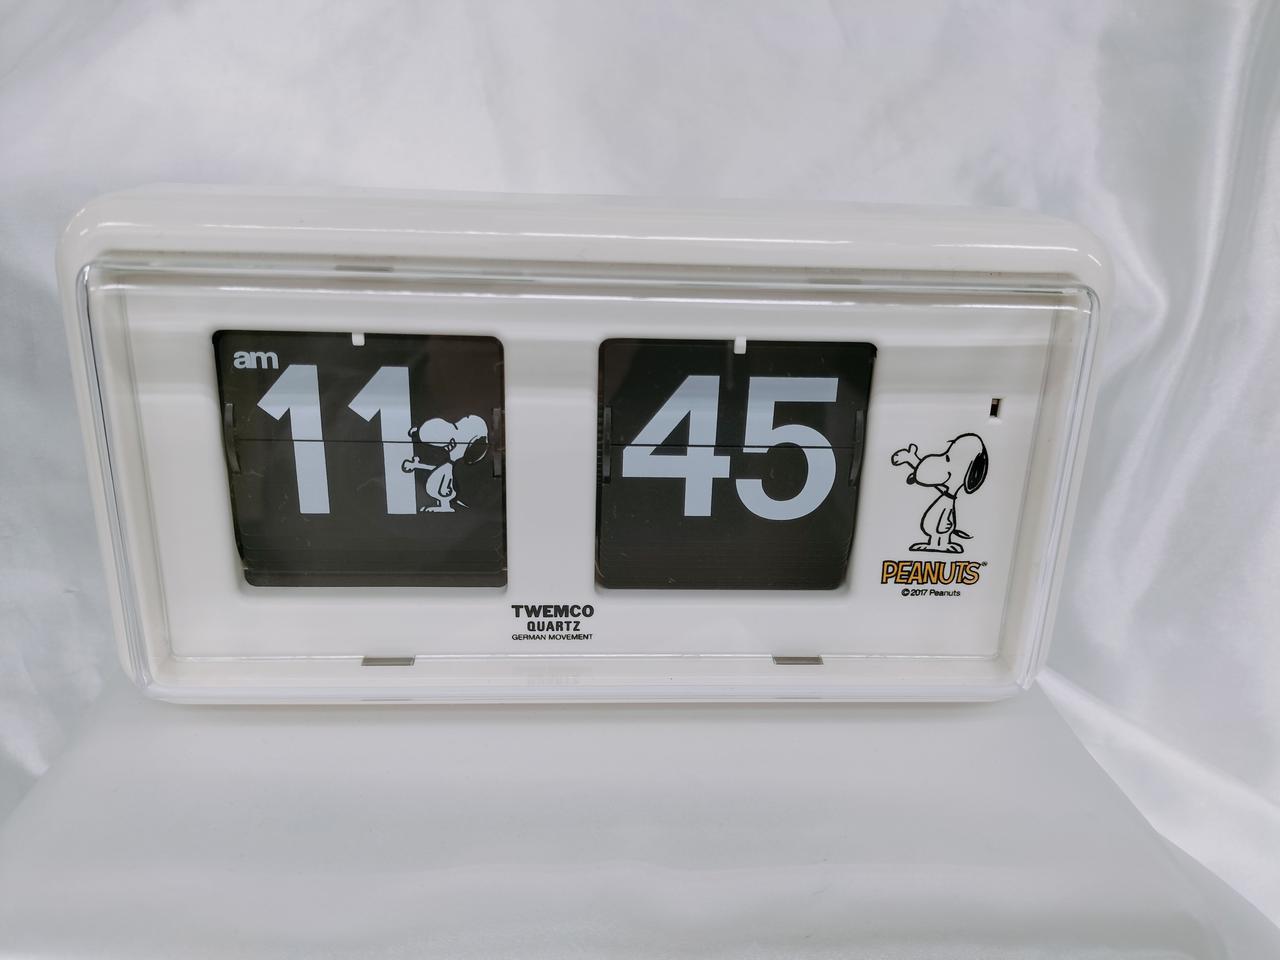 am
11
45
PEANUTS®
© 2017 Peanuts
TWEMCO
QUARTZ
GERMAN MOVEMENT